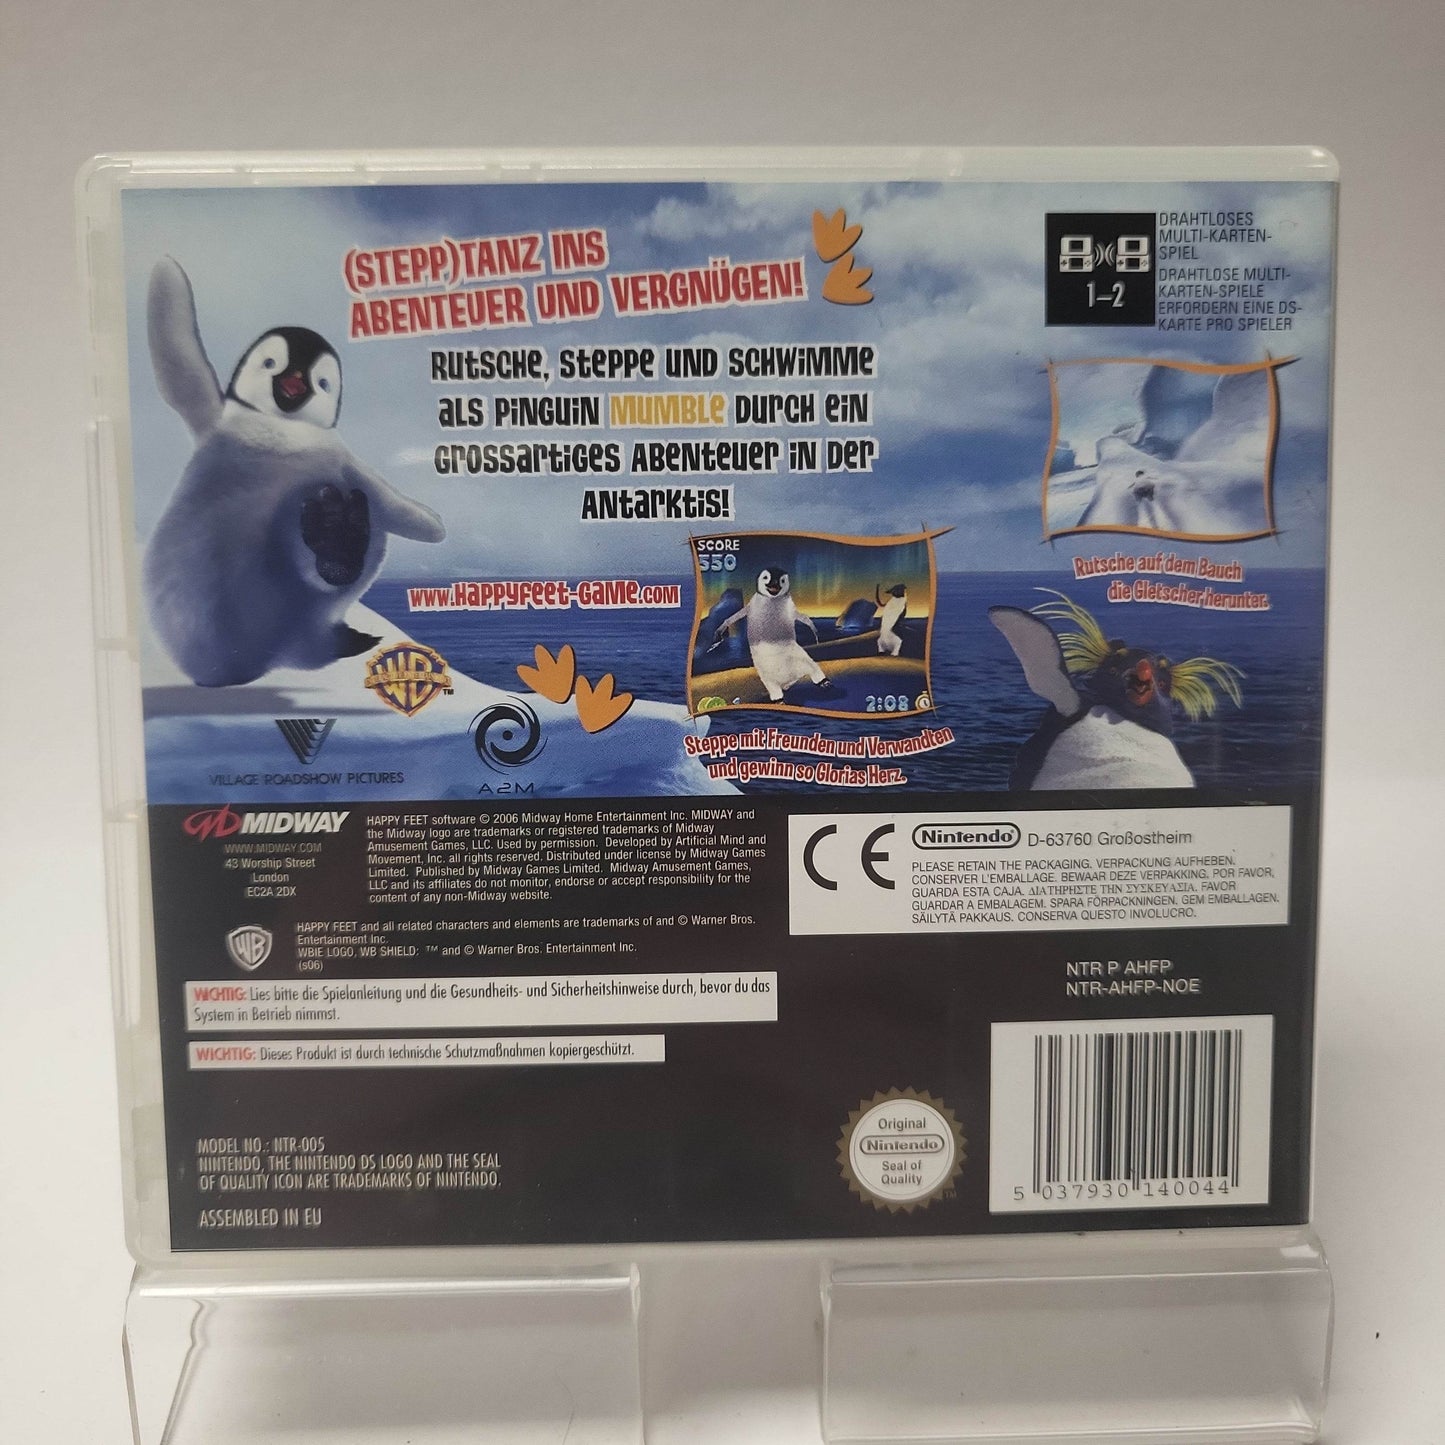 (STEPP)TANZ INS
ABENTEUER UND VERGNÜGEN!
RUTSCHE, STEPPE UND SCHWIMME
ALS PINGUIN MUMBLE DURCH EIN
GROSSARTIGES ABENTEUER IN DER
ANTARKTIS!
www.HAPPYFEET-GAME.COM
DRAHTLOSES
MULTI-KARTEN-
SPIEL
DRAHTLOSE MULTI-
KARTEN-SPIELE
ERFORDERN EINE DS-
KARTE PRO SPIELER
1–2
Rutsche auf dem Bauch
die Gletscher herunter.
SCORE
550
2:08
Steppe mit Freunden und Verwandten
und gewinn so Glorias Herz.
WB TM
VILLAGE ROADSHOW PICTURES
A2M
MIDWAY
WWW.MIDWAY.COM
43 Worship Street
London
EC2A 2DX
HAPPY FEET software © 2006 Midway Home Entertainment Inc. MIDWAY and
the Midway logo are trademarks or registered trademarks of Midway
Amusement Games, LLC. Used by permission. Developed by Artificial Mind and
Movement, Inc. all rights reserved. Distributed under license by Midway Games
Limited. Published by Midway Games Limited. Midway Amusement Games,
LLC and its affiliates do not monitor, endorse or accept responsibility for the
content of any non-Midway website.
WB
HAPPY FEET and all related characters and elements are trademarks of and © Warner Bros.
Entertainment Inc.
WBIE LOGO, WB SHIELD: ™ and © Warner Bros. Entertainment Inc.
(s06)
WICHTIG: Lies bitte die Spielanleitung und die Gesundheits- und Sicherheitshinweise durch, bevor du das
System in Betrieb nimmst.
WICHTIG: Dieses Produkt ist durch technische Schutzmaßnahmen kopiergeschützt.
MODEL NO.: NTR-005
NINTENDO, THE NINTENDO DS LOGO AND THE SEAL
OF QUALITY ICON ARE TRADEMARKS OF NINTENDO.
ASSEMBLED IN EU
CE
Nintendo® D-63760 Großostheim
PLEASE RETAIN THE PACKAGING. VERPACKUNG AUFHEBEN.
CONSERVER L'EMBALLAGE. BEWAAR DEZE VERPAKKING. POR FAVOR,
GUARDA ESTA CAJA. ΔΙΑΤΗΡΗΣΤΕ ΤΗΝ ΣΥΣΚΕΥΑΣΙΑ. FAVOR
GUARDAR A EMBALAGEM. SPARA FÖRPACKNINGEN. GEM EMBALLAGEN.
SÄILYTÄ PAKKAUS. CONSERVA QUESTO INVOLUCRO.
NTR P AHFP
NTR-AHFP-NOE
Original
Nintendo
Seal of
Quality
TM
5 037930 140044